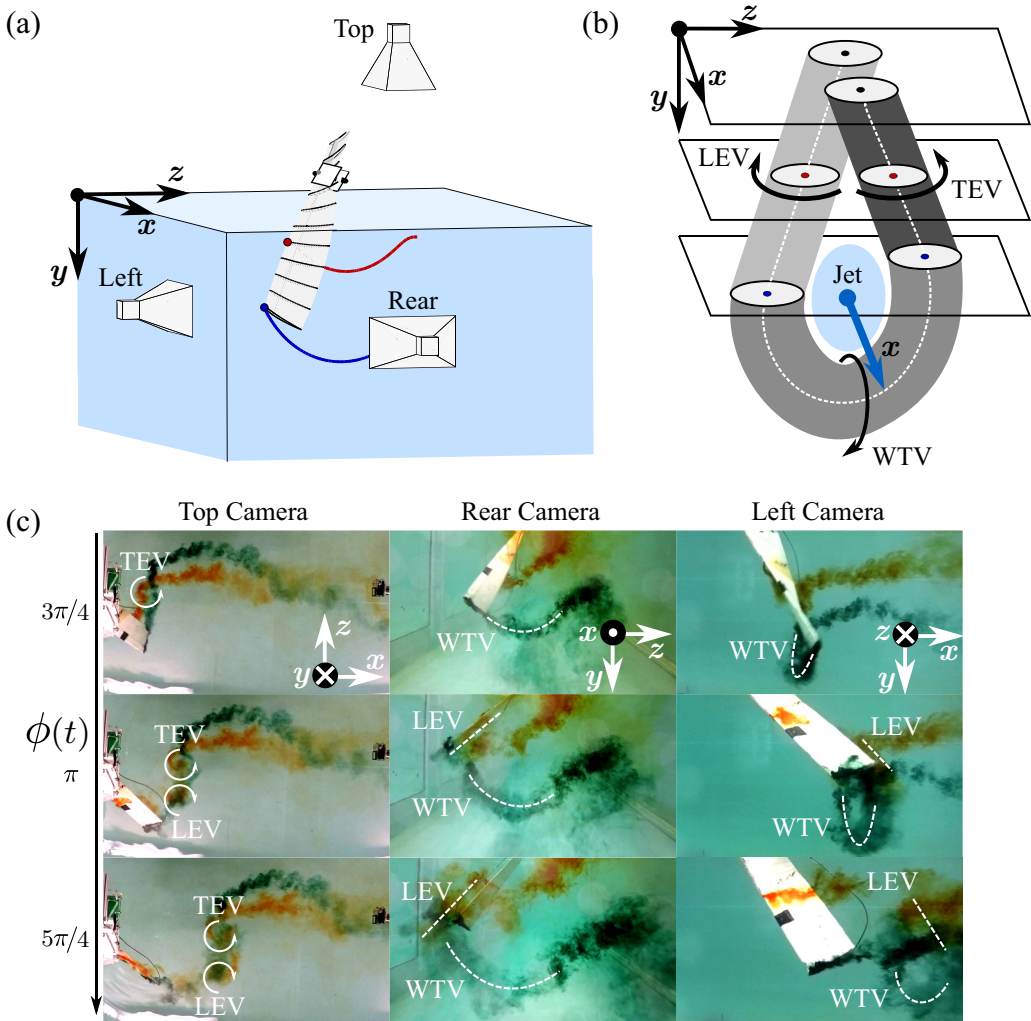 (a)
Top
z
x
y
Left
Rear
(b)
z
x
y
LEV
TEV
Jet
x
WTV
(c)
Top Camera Rear Camera Left Camera
3π/4
TEV
z
y x
WTV
x z
y
WTV
z x
y
ϕ(t)
π
TEV
LEV
LEV
WTV
LEV
WTV
5π/4
TEV
LEV
LEV
WTV
LEV
WTV